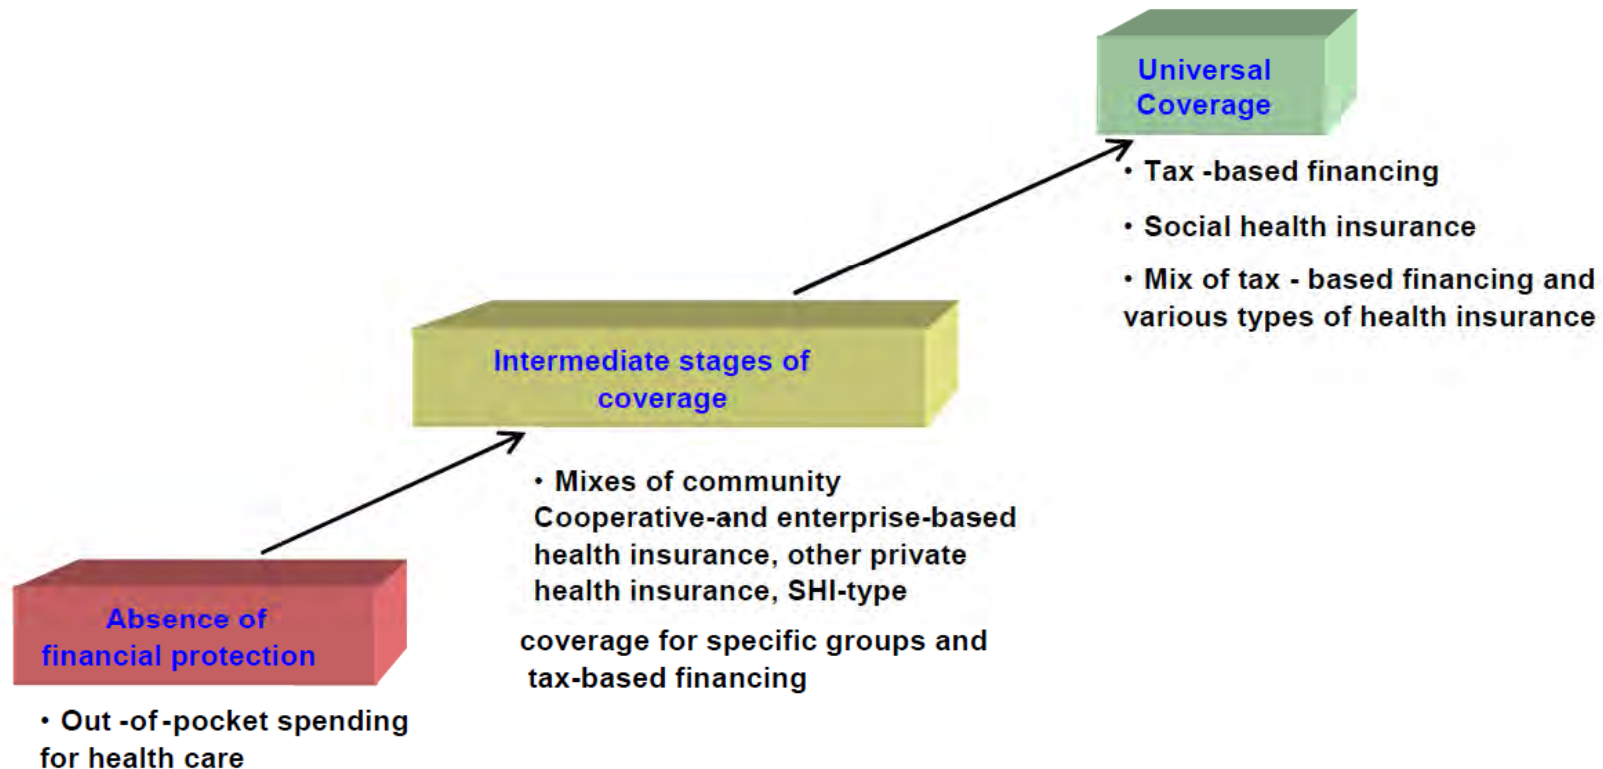 Universal
Coverage
• Tax -based financing
• Social health insurance
• Mix of tax - based financing and
various types of health insurance
Intermediate stages of
coverage
• Mixes of community
Cooperative-and enterprise-based
health insurance, other private
health insurance, SHI-type
coverage for specific groups and
tax-based financing
Absence of
financial protection
• Out -of-pocket spending
for health care